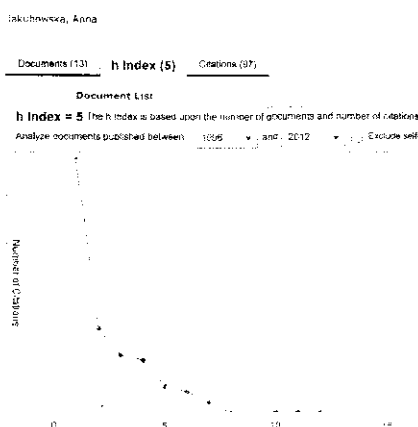 Jakubowska, Anna
Documents (13) h Index (5) Citations (97)
Document List
h Index = 5 The h Index is based upon the number of documents and number of citations
Analyze documents published between 1996 and 2012 Exclude self
Number of Citations
0 5 10 15